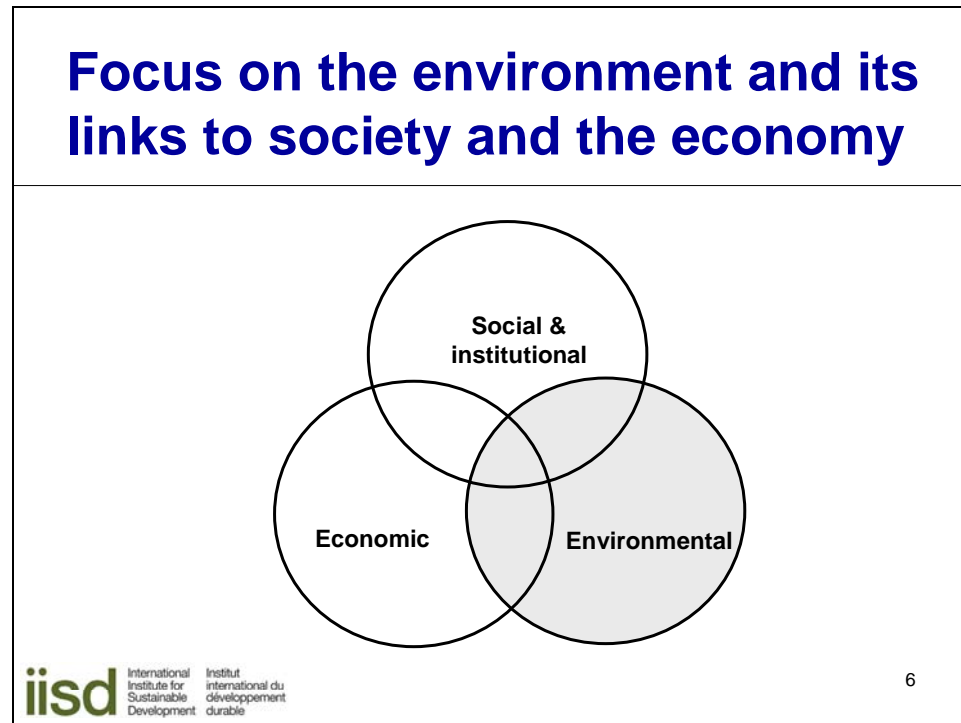 Focus on the environment and its
links to society and the economy
Social &
institutional
Economic
Environmental
iisd
International
Institute for
Sustainable
Development
Institut
international du
développement
durable
6